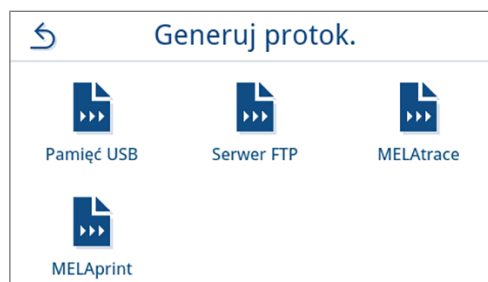 Generuj protok.
Pamięć USB
Serwer FTP
MELAtrace
MELAprint